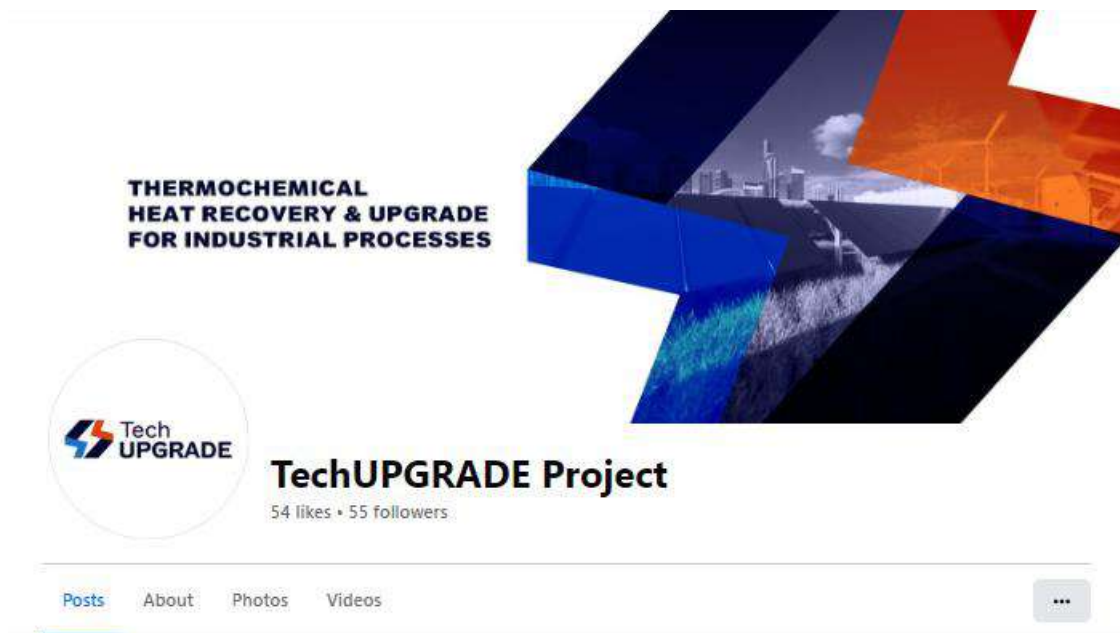 THERMOCHEMICAL
HEAT RECOVERY & UPGRADE
FOR INDUSTRIAL PROCESSES
Tech
UPGRADE
TechUPGRADE Project
54 likes • 55 followers
Posts About Photos Videos ...